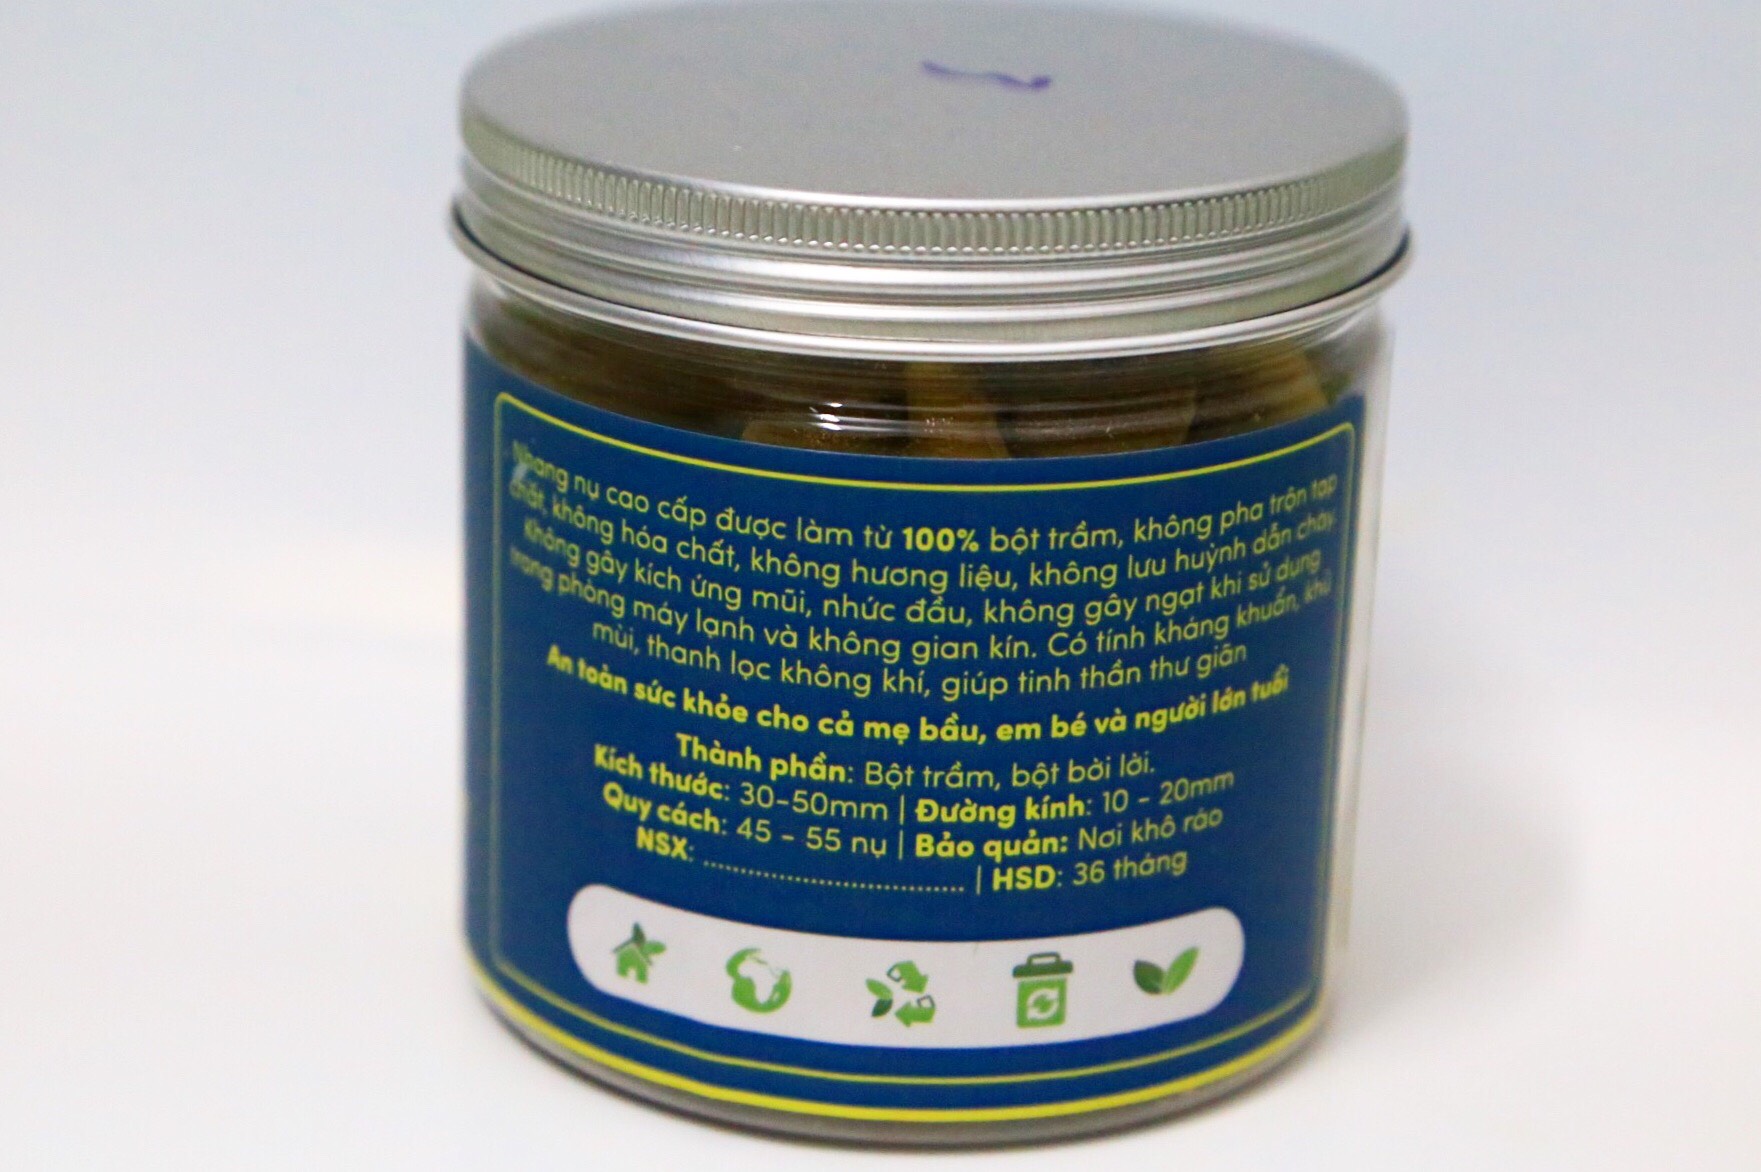 Nhang nụ cao cấp được làm từ 100% bột trầm, không pha trộn tạp
chất, không hóa chất, không hương liệu, không lưu huỳnh dẫn cháy.
Không gây kích ứng mũi, nhức đầu, không gây ngạt khi sử dụng
trong phòng máy lạnh và không gian kín. Có tính kháng khuẩn, khử
mùi, thanh lọc không khí, giúp tinh thần thư giãn
An toàn sức khỏe cho cả mẹ bầu, em bé và người lớn tuổi
Thành phần: Bột trầm, bột bời lời.
Kích thước: 30-50mm | Đường kính: 10 - 20mm
Quy cách: 45 - 55 nụ | Bảo quản: Nơi khô ráo
NSX: .................................. | HSD: 36 tháng